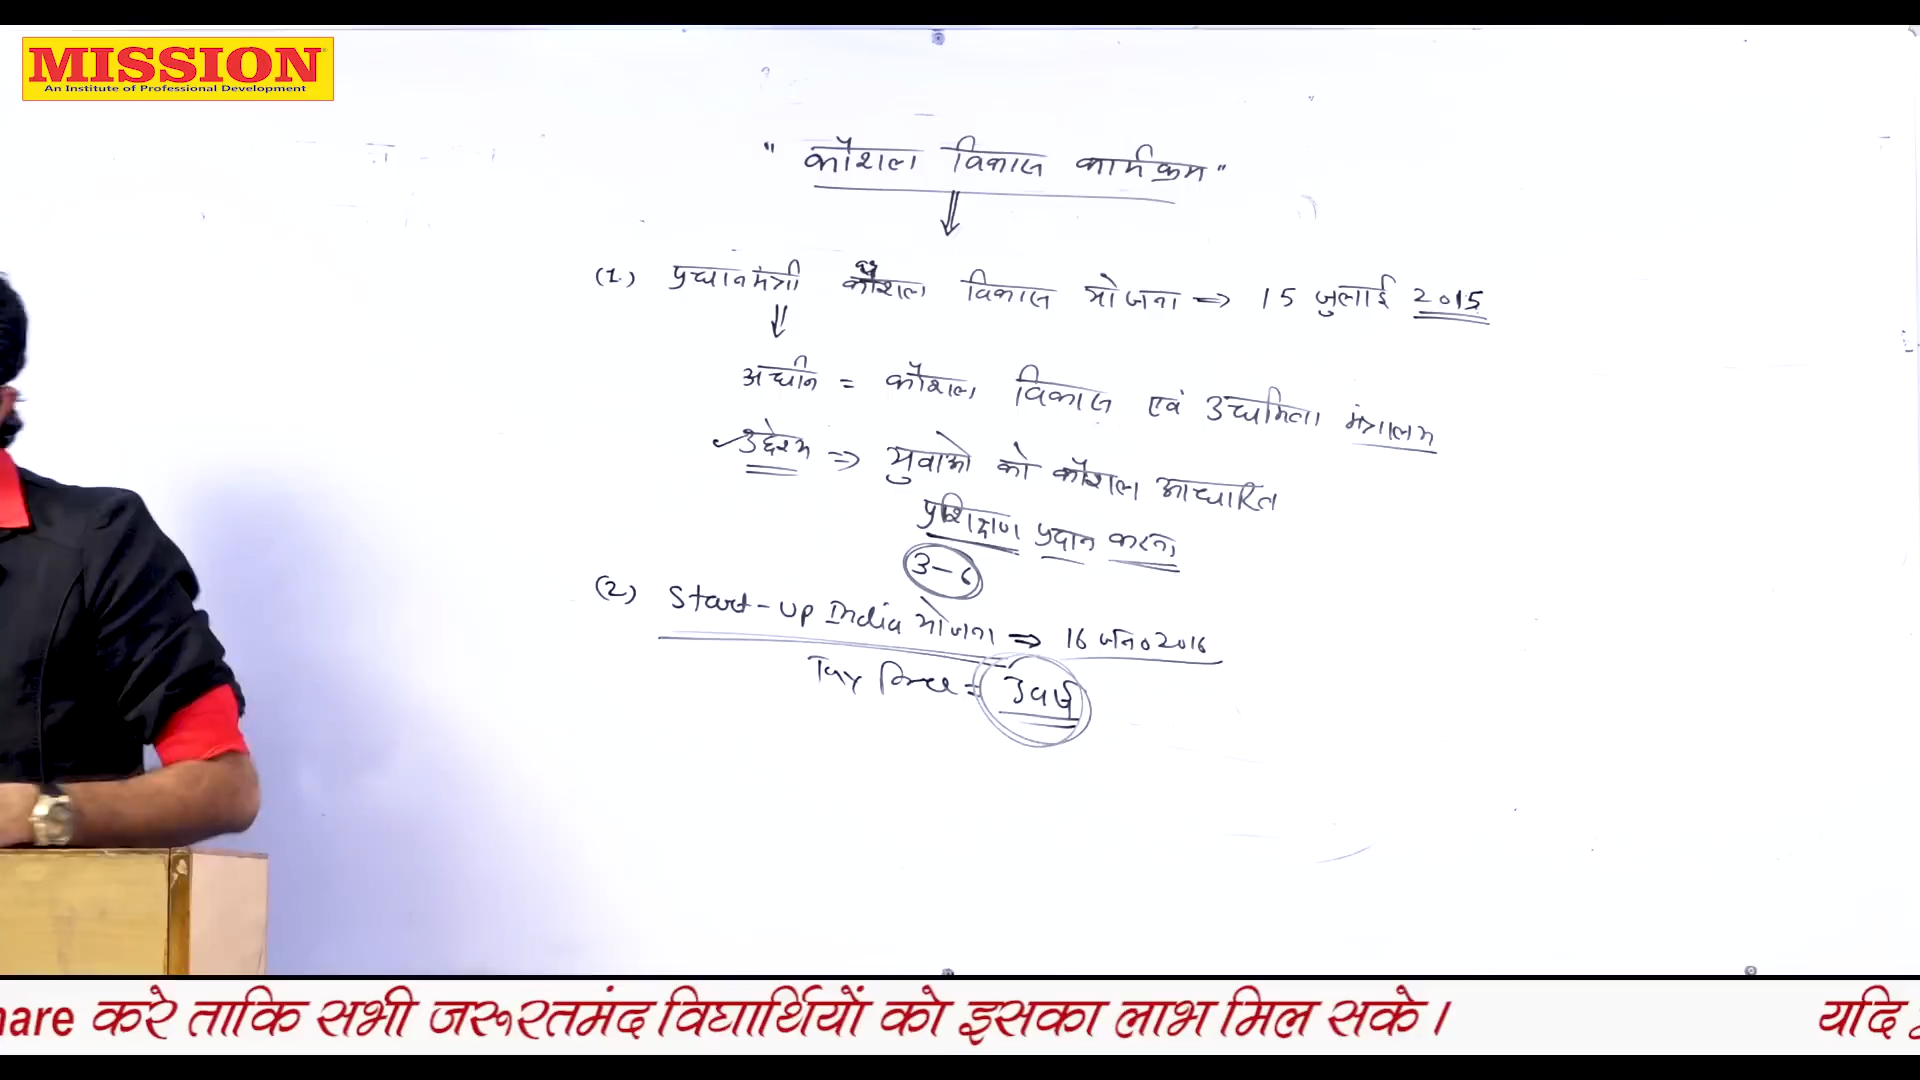 MISSION
An Institute of Professional Development
" कौशल विकास कार्यक्रम "
(1) प्रधानमंत्री कौशल विकास योजना => 15 जुलाई 2015
अधीन = कौशल विकास एवं उद्यमिता मंत्रालय
उद्देश्य => युवाओ को कौशल आधारित
प्रशिक्षण प्रदान करना
3-6
(2) Start-up India योजना => 16 जन० 2016
Tax free = 3 वर्ष
hare करे ताकि सभी जरूरतमंद विद्यार्थियों को इसका लाभ मिल सके । यदि